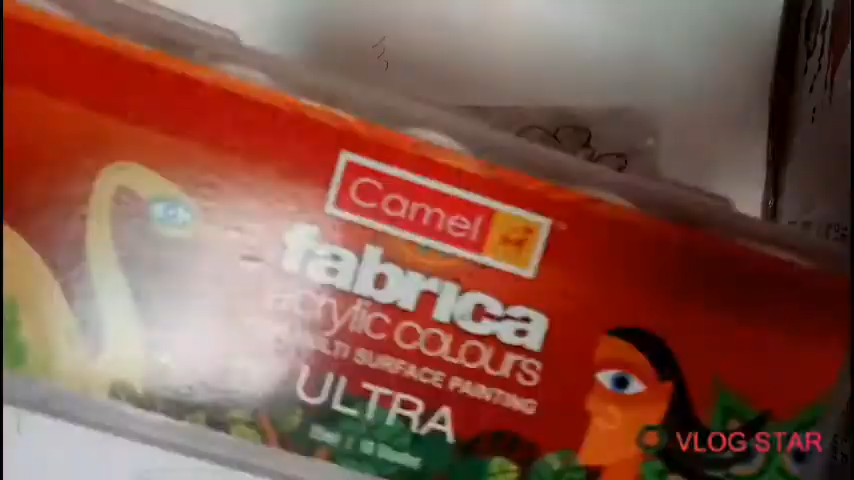 Camel
fabrica
acrylic COLOURS
MULTI SURFACE PAINTING
ULTRA
VLOG STAR